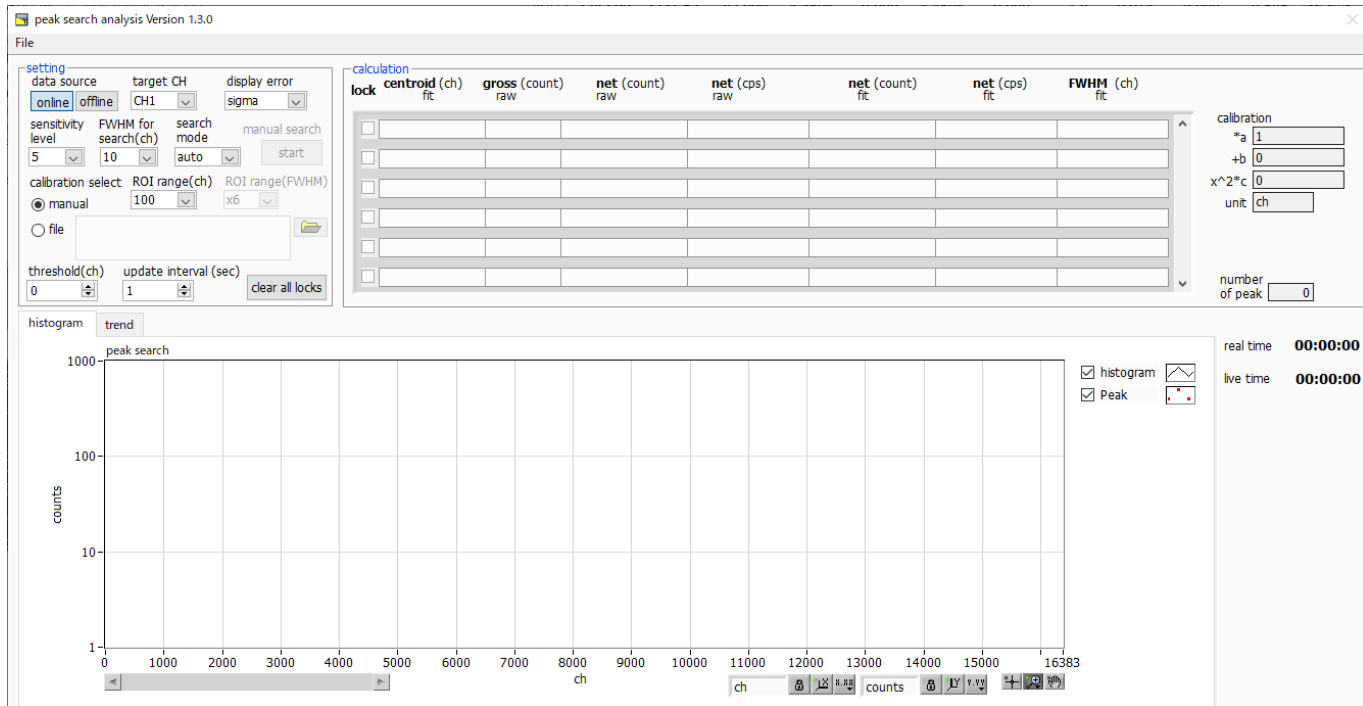 peak search analysis Version 1.3.0
File
setting
data source target CH display error
online offline CH1 sigma
sensitivity level FWHM for search(ch) search mode manual search
5 10 auto start
calibration select ROI range(ch) ROI range(FWHM)
manual 100 x6
file
threshold(ch) update interval (sec)
0 1 clear all locks
calculation
lock centroid (ch) fit gross (count) raw net (count) raw net (cps) raw net (count) fit net (cps) fit FWHM (ch) fit
calibration
*a 1
+b 0
x^2*c 0
unit ch
number of peak 0
histogram trend
real time 00:00:00
live time 00:00:00
peak search
histogram
Peak
counts
1000
100
10
1
0 1000 2000 3000 4000 5000 6000 7000 8000 9000 10000 11000 12000 13000 14000 15000 16383
ch
ch X X.XX counts Y Y.YY